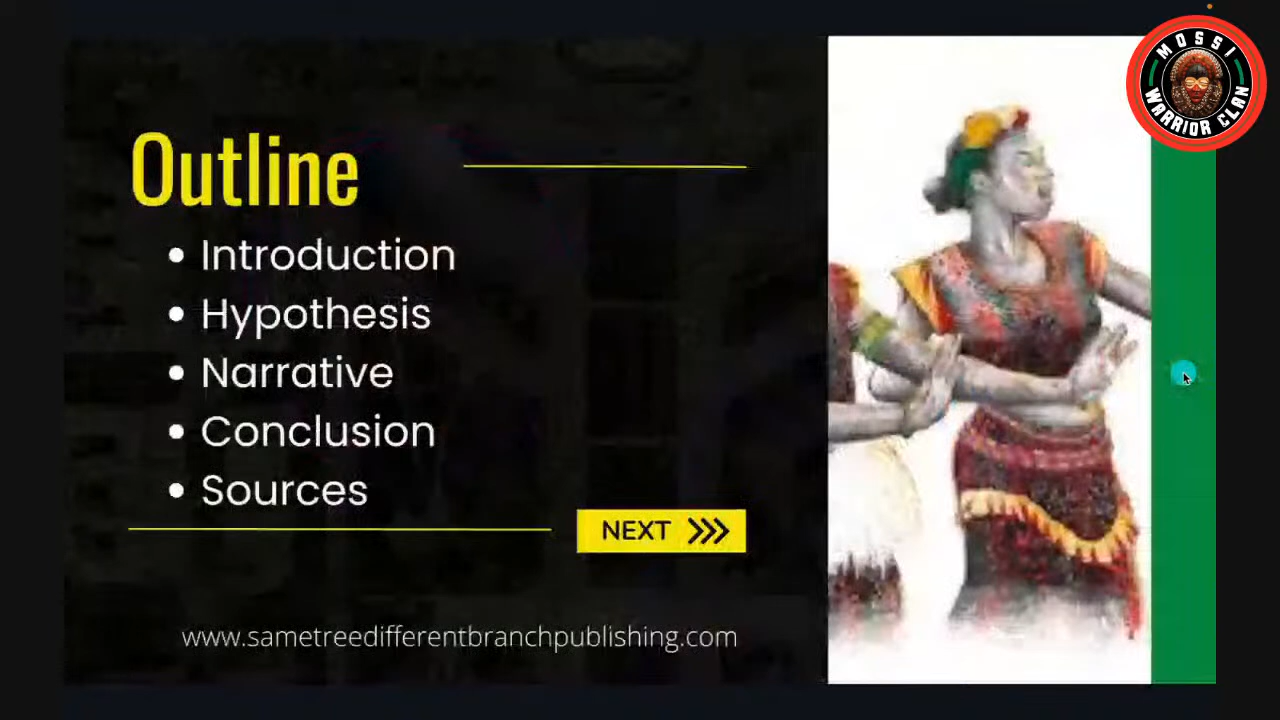 MOSSI
WARRIOR CLAN
Outline
• Introduction
• Hypothesis
• Narrative
• Conclusion
• Sources
NEXT >>>
www.sametreedifferentbranchpublishing.com